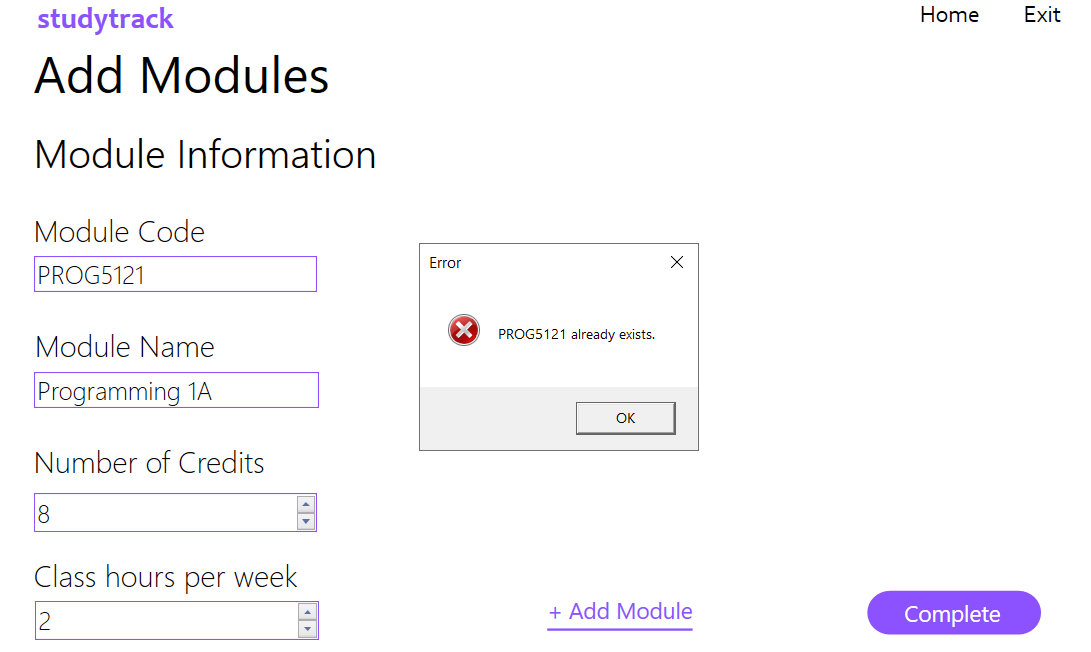 studytrack
Home Exit
Add Modules
Module Information
Module Code
PROG5121
Module Name
Programming 1A
Number of Credits
8
Class hours per week
2
Error
PROG5121 already exists.
OK
+ Add Module
Complete